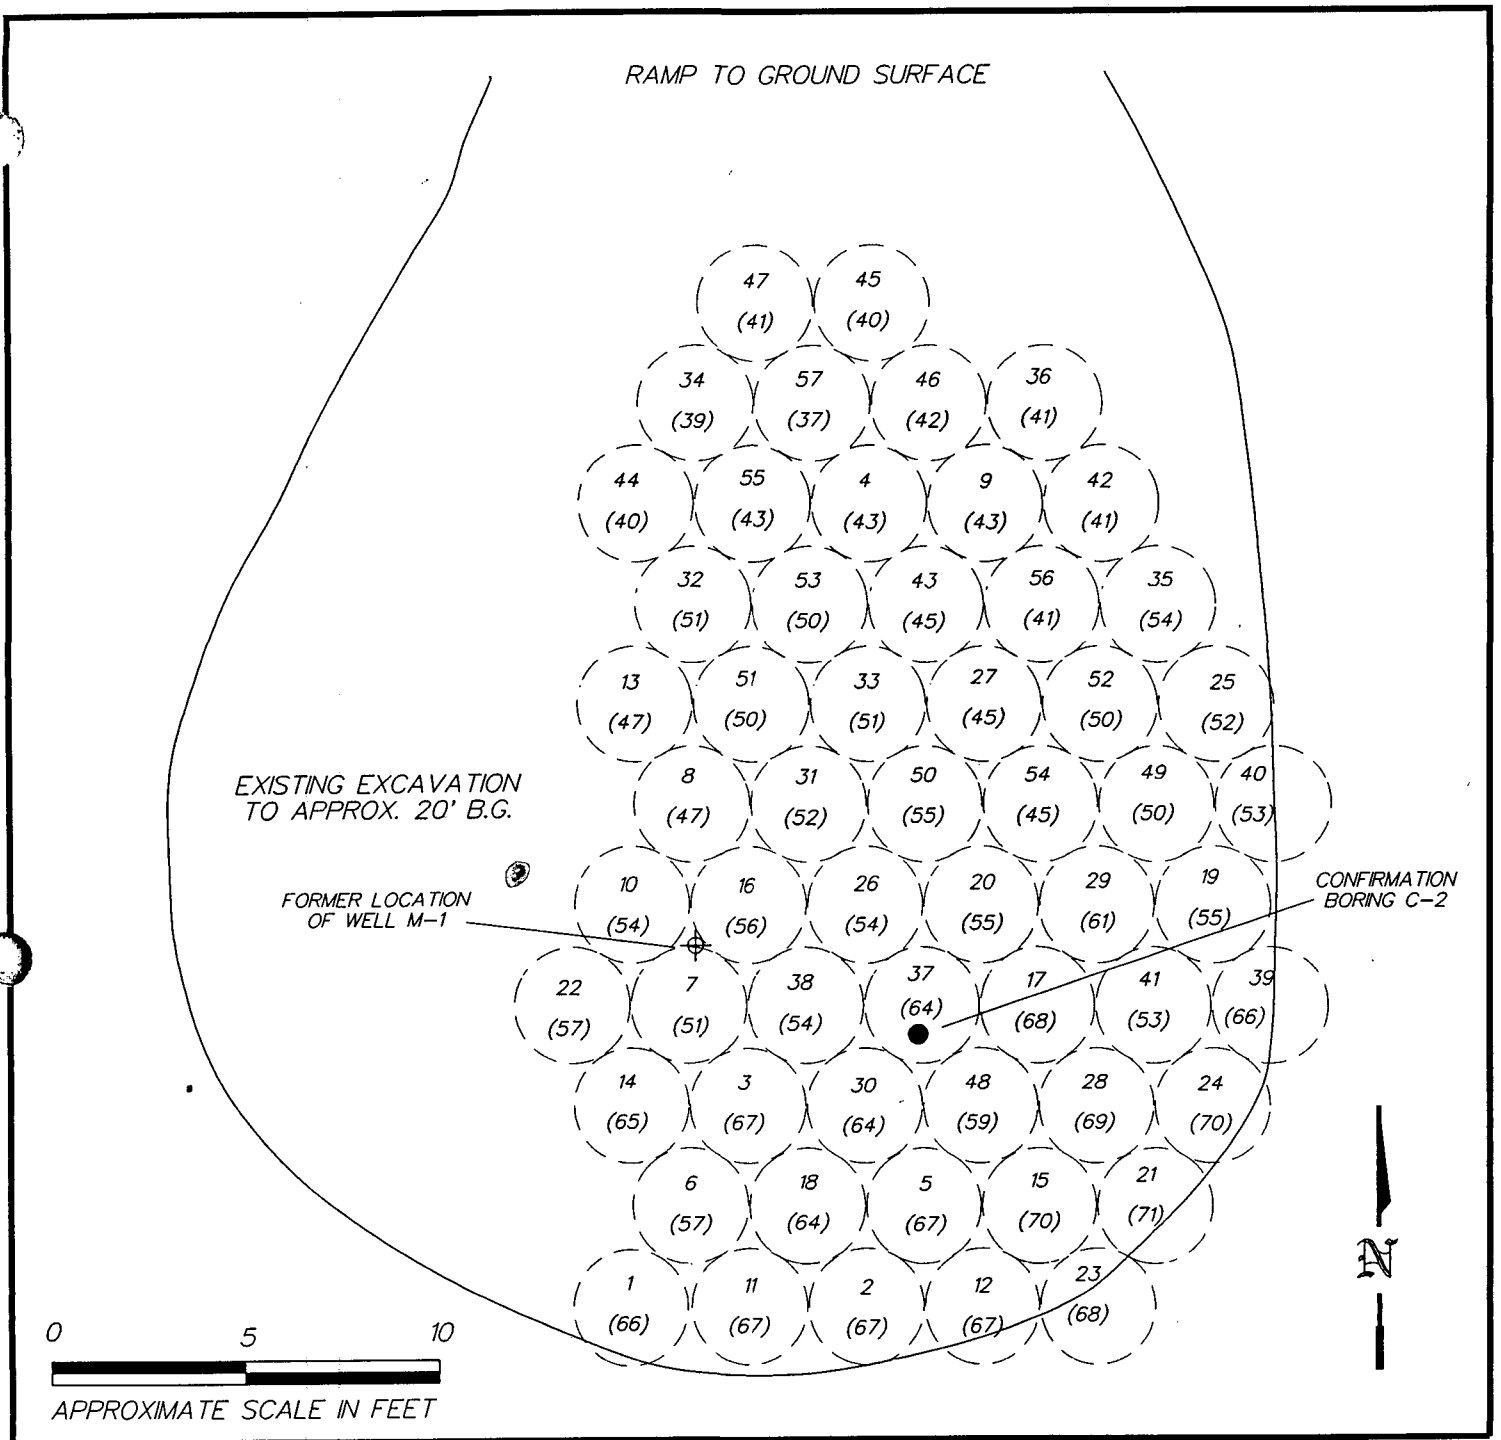 RAMP TO GROUND SURFACE
47 45
(41) (40)
34 57 46 36
(39) (37) (42) (41)
44 55 4 9 42
(40) (43) (43) (43) (41)
32 53 43 56 35
(51) (50) (45) (41) (54)
13 51 33 27 52 25
(47) (50) (51) (45) (50) (52)
EXISTING EXCAVATION
TO APPROX. 20' B.G.
8 31 50 54 49 40
(47) (52) (55) (45) (50) (53)
FORMER LOCATION
OF WELL M-1
10 16 26 20 29 19
(54) (56) (54) (55) (61) (55)
CONFIRMATION
BORING C-2
22 7 38 37 17 41 39
(57) (51) (54) (64) (68) (53) (66)
14 3 30 48 28 24
(65) (67) (64) (59) (69) (70)
6 18 5 15 21
(57) (64) (67) (70) (71)
1 11 2 12 23
(66) (67) (67) (67) (68)
N
0 5 10
APPROXIMATE SCALE IN FEET